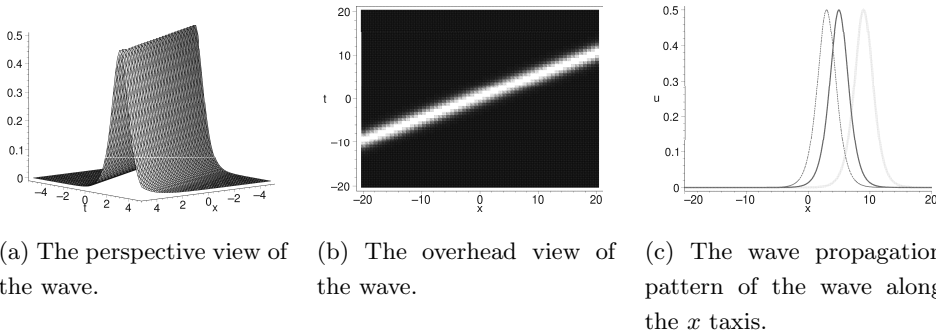 0.5
0.4
0.3
0.2
0.1
0
−4
−2
0
t
2
4
4
2
0
x
−2
−4
20
10
t
0
−10
−20
−20
−10
0
x
10
20
0.5
0.4
0.3
u
0.2
0.1
0
−20
−10
0
x
10
20
(a) The perspective view of
the wave.
(b) The overhead view of
the wave.
(c) The wave propagation
pattern of the wave along
the x taxis.